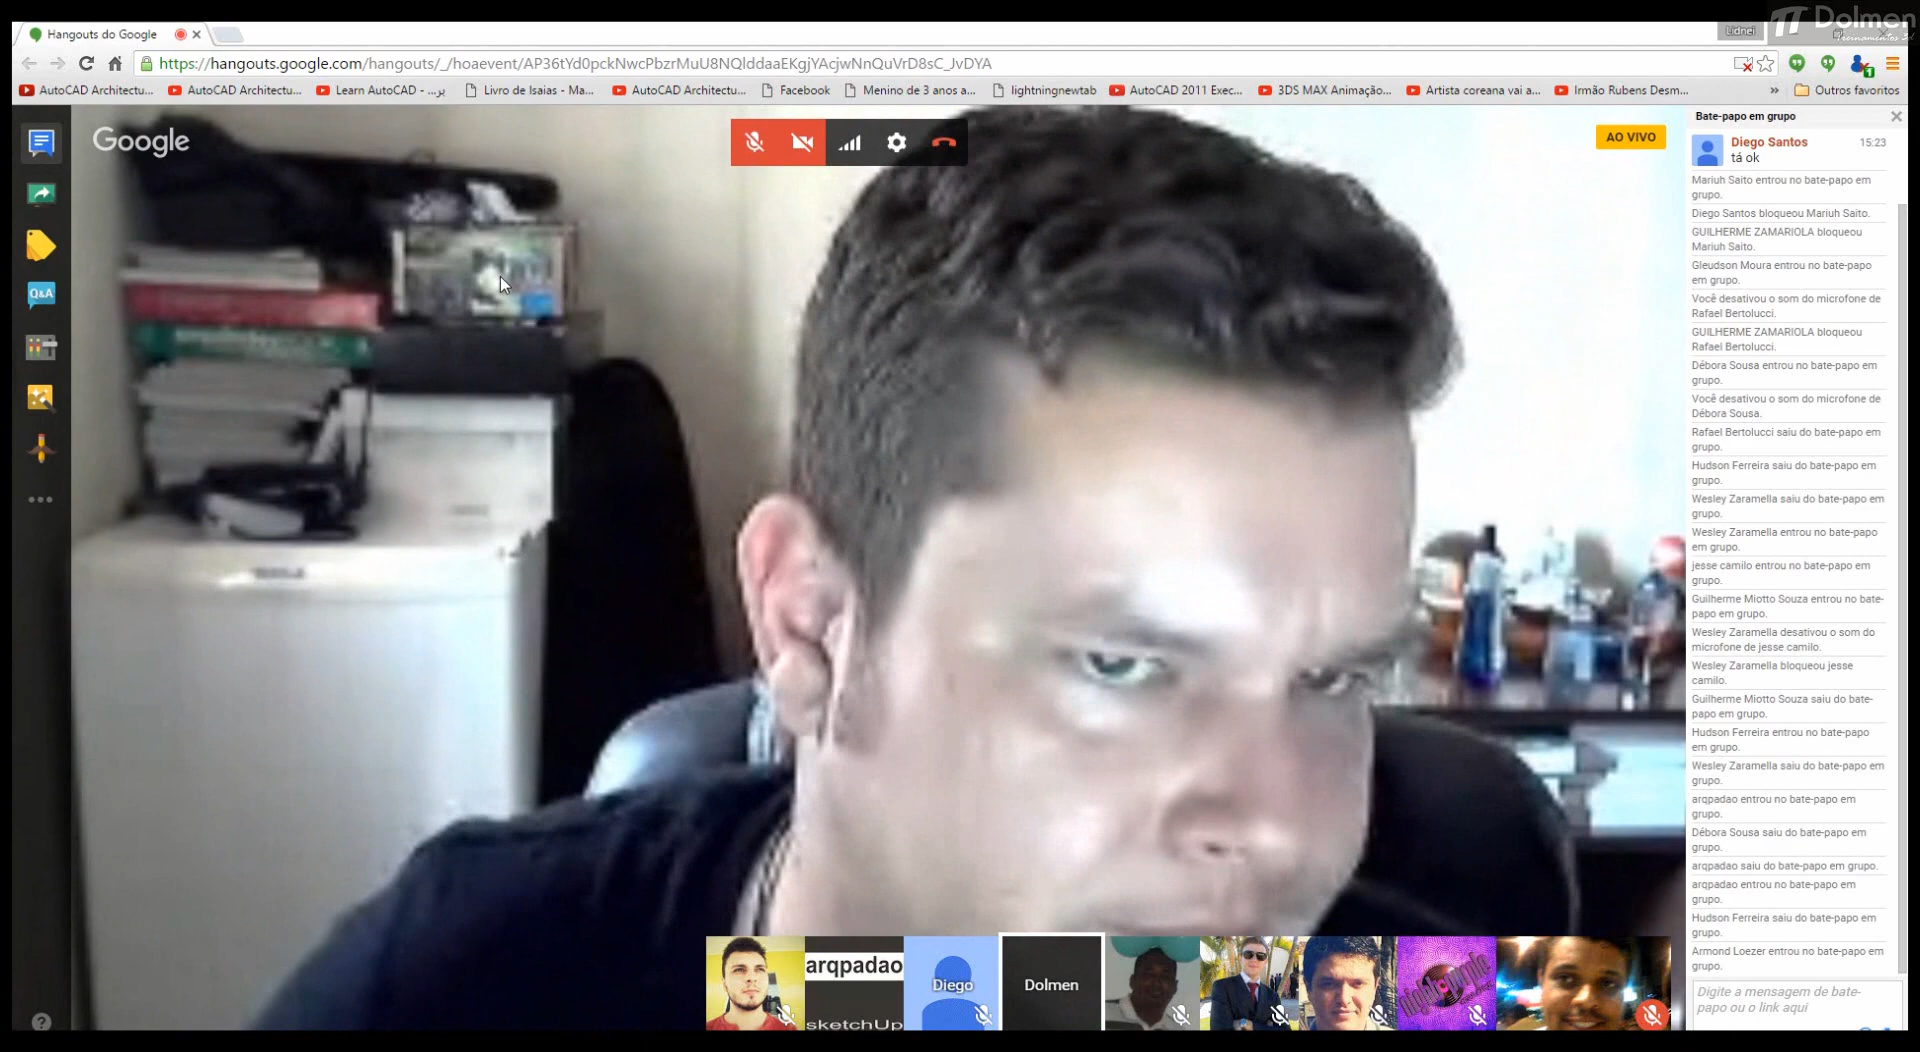 Dolmen
Hangouts do Google
Lidnei
https://hangouts.google.com/hangouts/_/hoaevent/AP36tYd0pckNwcPbzrMuU8NQlddaaEKgjYAcjwNnQuVrD8sC_JvDYA
AutoCAD Architectu...
AutoCAD Architectu...
Learn AutoCAD - ...یر
Livro de Isaias - Ma...
AutoCAD Architectu...
Facebook
Menino de 3 anos a...
lightningnewtab
AutoCAD 2011 Exec...
3DS MAX Animação...
Artista coreana vai a...
Irmão Rubens Desm...
Outros favoritos
Google
AO VIVO
Q&A
Bate-papo em grupo
Diego Santos 15:23
tá ok
Mariuh Saito entrou no bate-papo em
grupo.
Diego Santos bloqueou Mariuh Saito.
GUILHERME ZAMARIOLA bloqueou
Mariuh Saito.
Gleudson Moura entrou no bate-papo
em grupo.
Você desativou o som do microfone de
Rafael Bertolucci.
GUILHERME ZAMARIOLA bloqueou
Rafael Bertolucci.
Débora Sousa entrou no bate-papo em
grupo.
Você desativou o som do microfone de
Débora Sousa.
Rafael Bertolucci saiu do bate-papo em
grupo.
Hudson Ferreira saiu do bate-papo em
grupo.
Wesley Zaramella saiu do bate-papo em
grupo.
Wesley Zaramella entrou no bate-papo
em grupo.
jesse camilo entrou no bate-papo em
grupo.
Guilherme Miotto Souza entrou no bate-
papo em grupo.
Wesley Zaramella desativou o som do
microfone de jesse camilo.
Wesley Zaramella bloqueou jesse
camilo.
Guilherme Miotto Souza saiu do bate-
papo em grupo.
Hudson Ferreira entrou no bate-papo
em grupo.
Wesley Zaramella saiu do bate-papo em
grupo.
arqpadao entrou no bate-papo em
grupo.
Débora Sousa saiu do bate-papo em
grupo.
arqpadao saiu do bate-papo em grupo.
arqpadao entrou no bate-papo em
grupo.
Hudson Ferreira saiu do bate-papo em
grupo.
Armond Loezer entrou no bate-papo em
grupo.
Digite a mensagem de bate-
papo ou o link aqui
arqpadao
sketchUp
Diego
Dolmen